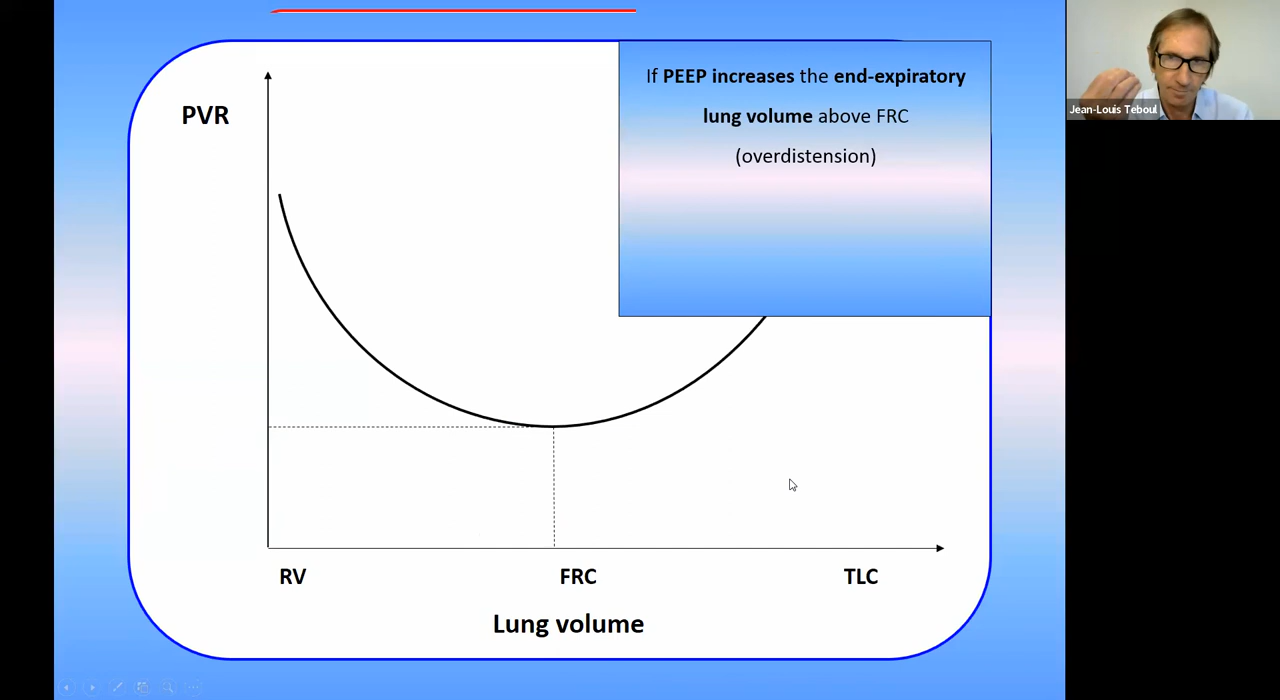 If PEEP increases the end-expiratory
lung volume above FRC
(overdistension)
Jean-Louis Teboul
PVR
RV
FRC
TLC
Lung volume